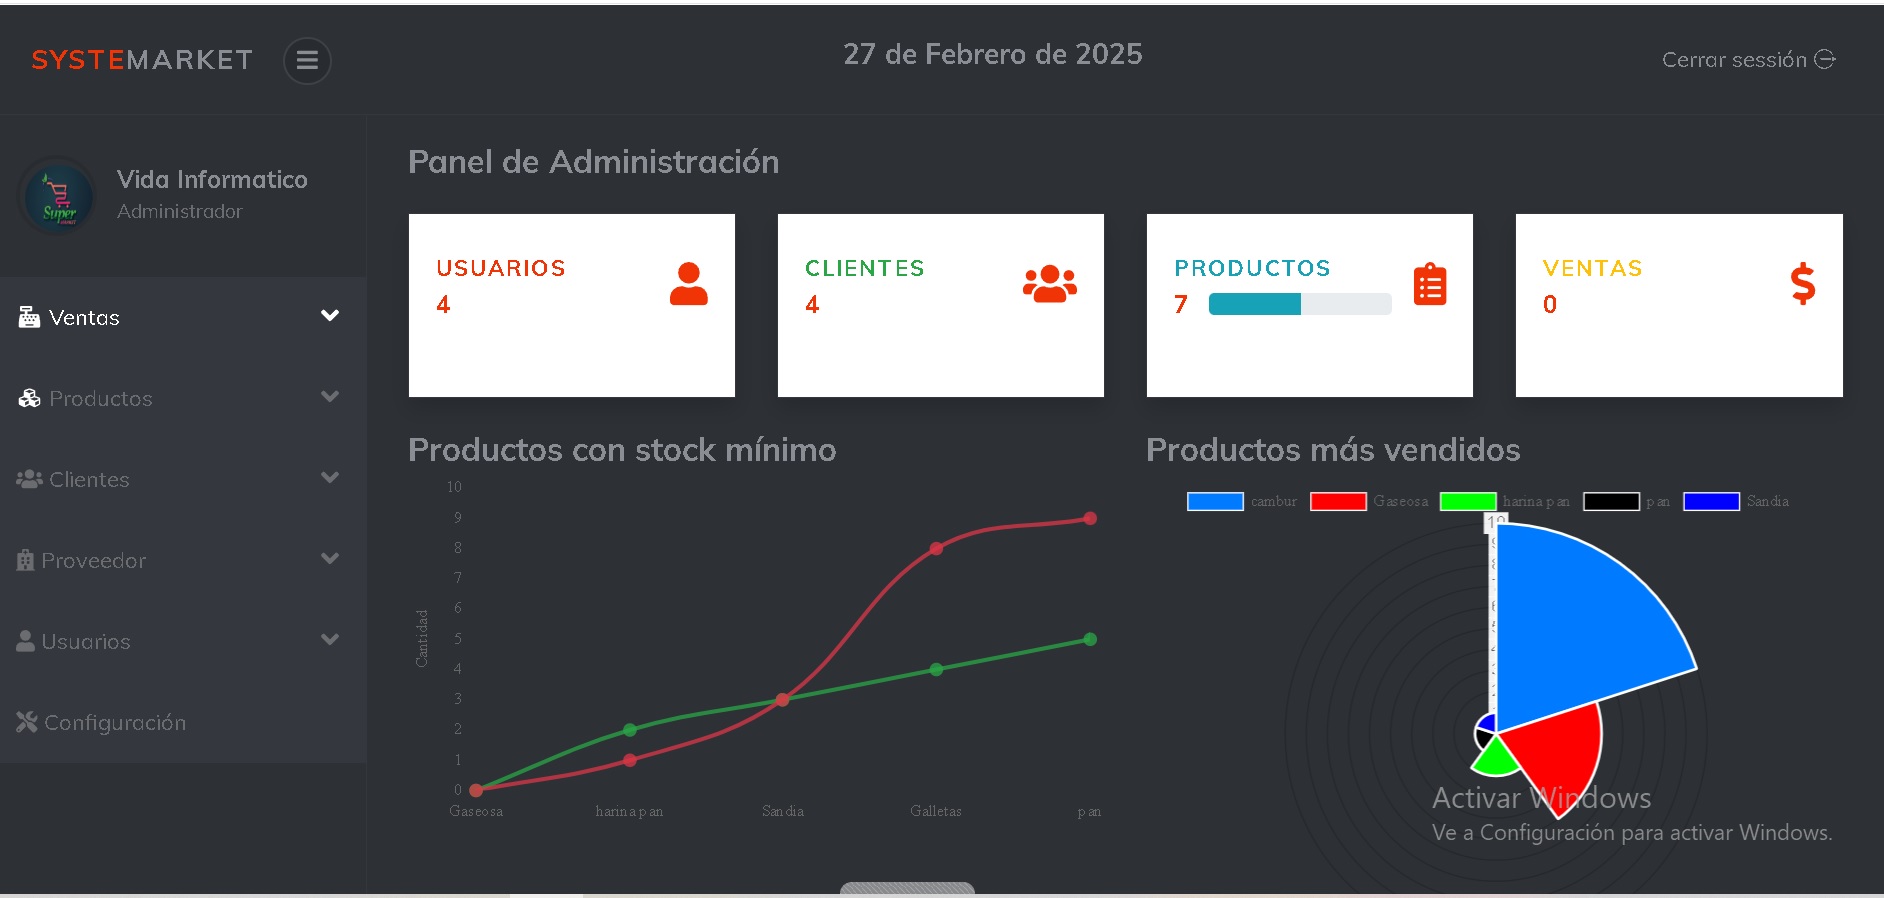 SYSTEMARKET
27 de Febrero de 2025
Cerrar sessión
Vida Informatico
Administrador
Super
Ventas
Productos
Clientes
Proveedor
Usuarios
Configuración
Panel de Administración
USUARIOS
4
CLIENTES
4
PRODUCTOS
7
VENTAS
0
Productos con stock mínimo
10
9
8
7
6
5
4
3
2
1
0
Cantidad
Gaseosa harina pan Sandia Galletas pan
Productos más vendidos
cambur Gaseosa harina pan pan Sandia
10
Activar Windows
Ve a Configuración para activar Windows.